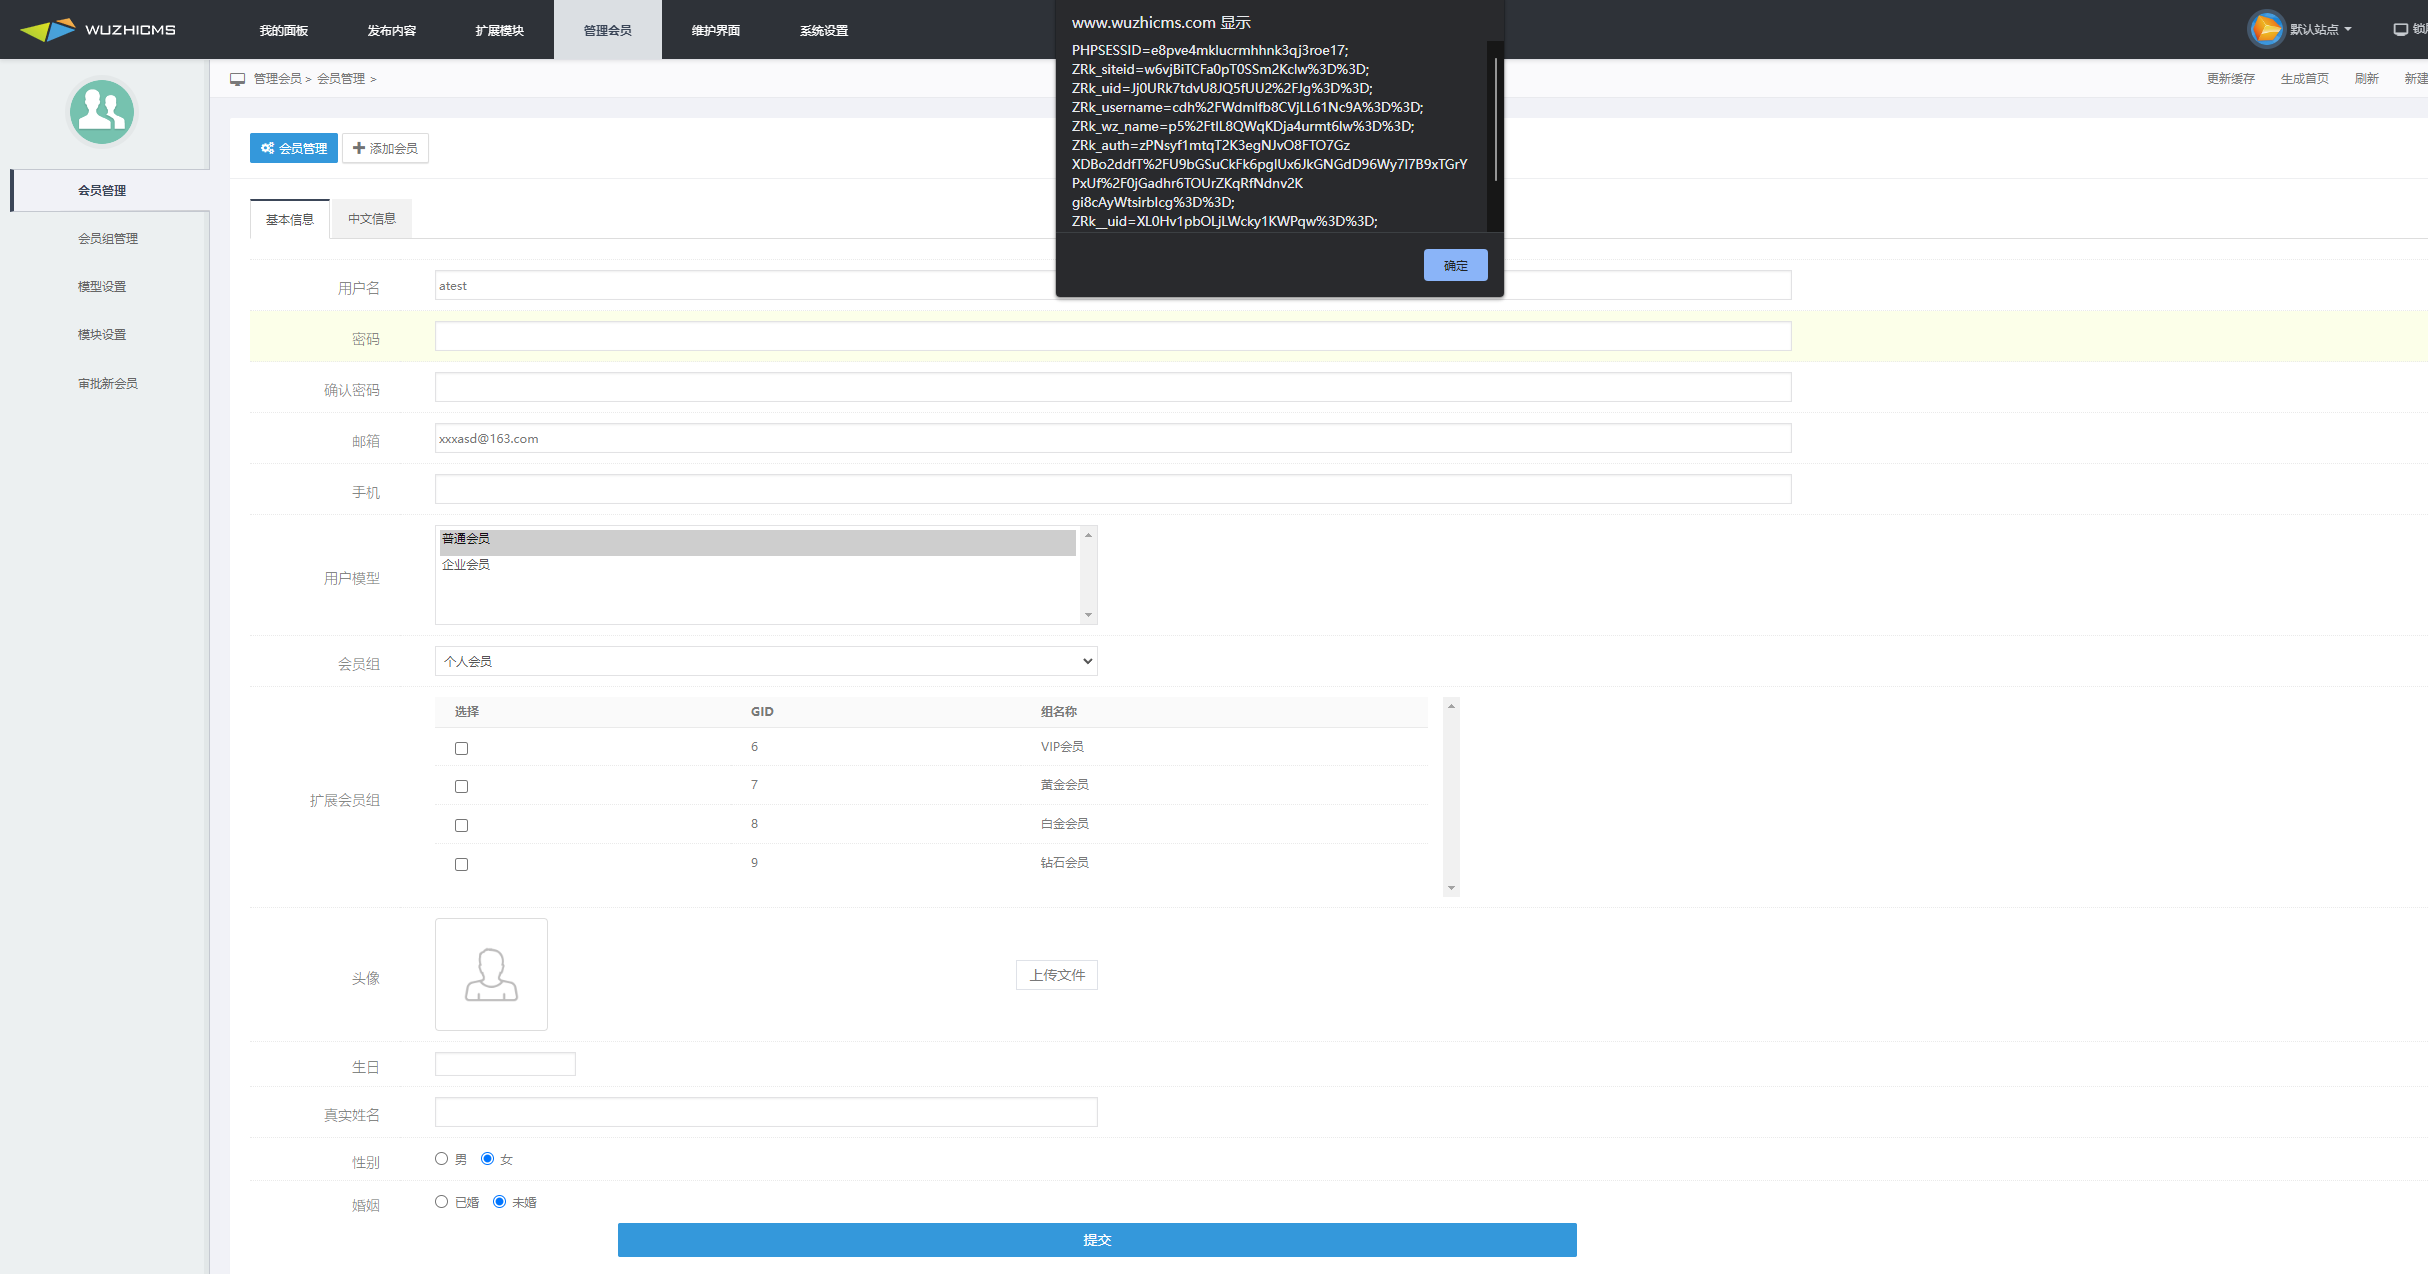 WUZHICMS
我的面板
发布内容
扩展模块
管理会员
维护界面
系统设置
默认站点
www.wuzhicms.com 显示
PHPSESSID=e8pve4mklucrmhhnk3qj3roe17;
ZRk_siteid=w6vjBiTCFa0pT0SSm2Kclw%3D%3D;
ZRk_uid=Jj0URk7tdvU8JQ5fUU2%2FJg%3D%3D;
ZRk_username=cdh%2FWdmlfb8CVjLL61Nc9A%3D%3D;
ZRk_wz_name=p5%2FtlL8QWqKDja4urmt6lw%3D%3D;
ZRk_auth=zPNsyf1mtqT2K3egNJvO8FTO7Gz
XDBo2ddfT%2FU9bGSuCkFk6pglUx6JkGNGdD96Wy7l7B9xTGrY
PxUf%2F0jGadhr6TOUrZKqRfNdnv2K
gi8cAyWtsirblcg%3D%3D;
ZRk__uid=XL0Hv1pbOLjLWcky1KWPqw%3D%3D;
确定
管理会员 > 会员管理 >
更新缓存
生成首页
刷新
新建
会员管理
会员组管理
模型设置
模块设置
审批新会员
会员管理
添加会员
基本信息
中文信息
用户名 atest
密码
确认密码
邮箱 xxxasd@163.com
手机
用户模型
普通会员
企业会员
会员组 个人会员
扩展会员组
选择 GID 组名称
6 VIP会员
7 黄金会员
8 白金会员
9 钻石会员
头像 上传文件
生日
真实姓名
性别 男 女
婚姻 已婚 未婚
提交